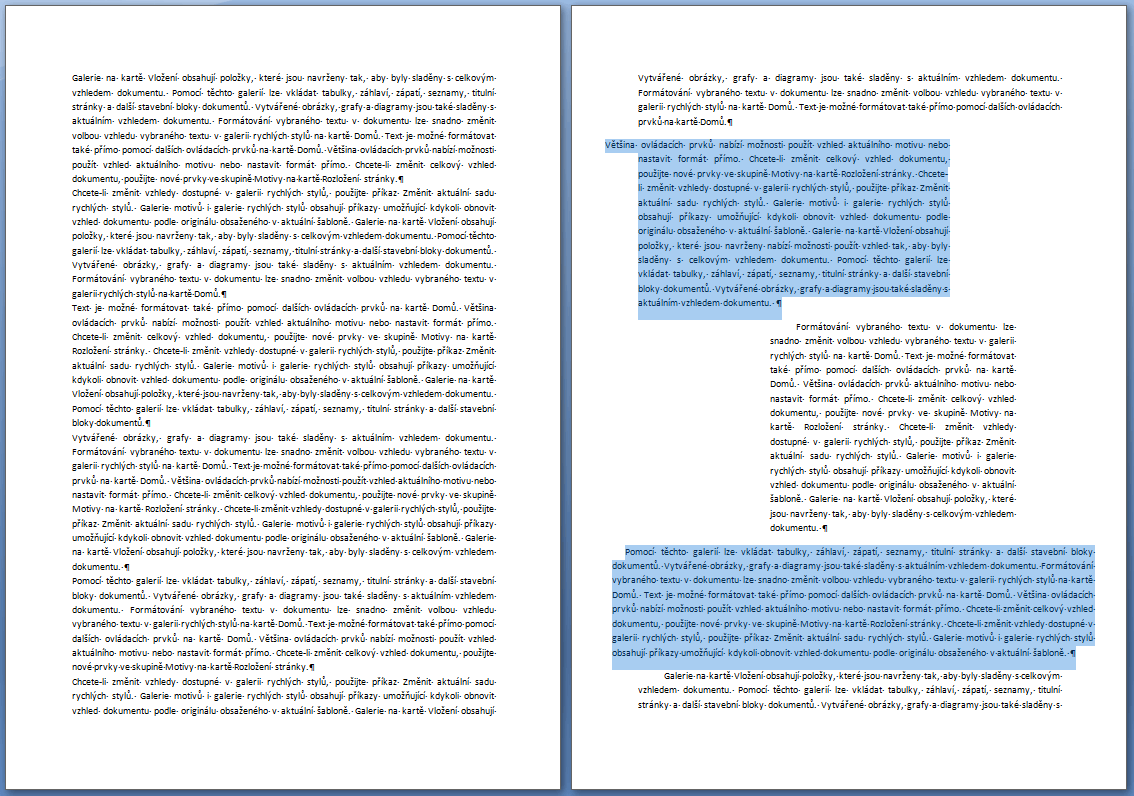 Galerie na kartě Vložení obsahují položky, které jsou navrženy tak, aby byly sladěny s celkovým
vzhledem dokumentu. Pomocí těchto galerií lze vkládat tabulky, záhlaví, zápatí, seznamy, titulní
stránky a další stavební bloky dokumentů. Vytvářené obrázky, grafy a diagramy jsou také sladěny s
aktuálním vzhledem dokumentu. Formátování vybraného textu v dokumentu lze snadno změnit
volbou vzhledu vybraného textu v galerii rychlých stylů na kartě Domů. Text je možné formátovat
také přímo pomocí dalších ovládacích prvků na kartě Domů. Většina ovládacích prvků nabízí možnosti
použít vzhled aktuálního motivu nebo nastavit formát přímo. Chcete-li změnit celkový vzhled
dokumentu, použijte nové prvky ve skupině Motivy na kartě Rozložení stránky.¶
Chcete-li změnit vzhledy dostupné v galerii rychlých stylů, použijte příkaz Změnit aktuální sadu
rychlých stylů. Galerie motivů i galerie rychlých stylů obsahují příkazy umožňující kdykoli obnovit
vzhled dokumentu podle originálu obsaženého v aktuální šabloně. Galerie na kartě Vložení obsahují
položky, které jsou navrženy tak, aby byly sladěny s celkovým vzhledem dokumentu. Pomocí těchto
galerií lze vkládat tabulky, záhlaví, zápatí, seznamy, titulní stránky a další stavební bloky dokumentů.
Vytvářené obrázky, grafy a diagramy jsou také sladěny s aktuálním vzhledem dokumentu.
Formátování vybraného textu v dokumentu lze snadno změnit volbou vzhledu vybraného textu v
galerii rychlých stylů na kartě Domů.¶
Text je možné formátovat také přímo pomocí dalších ovládacích prvků na kartě Domů. Většina
ovládacích prvků nabízí možnosti použít vzhled aktuálního motivu nebo nastavit formát přímo.
Chcete-li změnit celkový vzhled dokumentu, použijte nové prvky ve skupině Motivy na kartě
Rozložení stránky. Chcete-li změnit vzhledy dostupné v galerii rychlých stylů, použijte příkaz Změnit
aktuální sadu rychlých stylů. Galerie motivů i galerie rychlých stylů obsahují příkazy umožňující
kdykoli obnovit vzhled dokumentu podle originálu obsaženého v aktuální šabloně. Galerie na kartě
Vložení obsahují položky, které jsou navrženy tak, aby byly sladěny s celkovým vzhledem dokumentu.
Pomocí těchto galerií lze vkládat tabulky, záhlaví, zápatí, seznamy, titulní stránky a další stavební
bloky dokumentů.¶
Vytvářené obrázky, grafy a diagramy jsou také sladěny s aktuálním vzhledem dokumentu.
Formátování vybraného textu v dokumentu lze snadno změnit volbou vzhledu vybraného textu v
galerii rychlých stylů na kartě Domů. Text je možné formátovat také přímo pomocí dalších ovládacích
prvků na kartě Domů. Většina ovládacích prvků nabízí možnosti použít vzhled aktuálního motivu nebo
nastavit formát přímo. Chcete-li změnit celkový vzhled dokumentu, použijte nové prvky ve skupině
Motivy na kartě Rozložení stránky. Chcete-li změnit vzhledy dostupné v galerii rychlých stylů, použijte
příkaz Změnit aktuální sadu rychlých stylů. Galerie motivů i galerie rychlých stylů obsahují příkazy
umožňující kdykoli obnovit vzhled dokumentu podle originálu obsaženého v aktuální šabloně. Galerie
na kartě Vložení obsahují položky, které jsou navrženy tak, aby byly sladěny s celkovým vzhledem
dokumentu. ¶
Pomocí těchto galerií lze vkládat tabulky, záhlaví, zápatí, seznamy, titulní stránky a další stavební
bloky dokumentů. Vytvářené obrázky, grafy a diagramy jsou také sladěny s aktuálním vzhledem
dokumentu. Formátování vybraného textu v dokumentu lze snadno změnit volbou vzhledu
vybraného textu v galerii rychlých stylů na kartě Domů. Text je možné formátovat také přímo pomocí
dalších ovládacích prvků na kartě Domů. Většina ovládacích prvků nabízí možnosti použít vzhled
aktuálního motivu nebo nastavit formát přímo. Chcete-li změnit celkový vzhled dokumentu, použijte
nové prvky ve skupině Motivy na kartě Rozložení stránky.¶
Chcete-li změnit vzhledy dostupné v galerii rychlých stylů, použijte příkaz Změnit aktuální sadu
rychlých stylů. Galerie motivů i galerie rychlých stylů obsahují příkazy umožňující kdykoli obnovit
vzhled dokumentu podle originálu obsaženého v aktuální šabloně. Galerie na kartě Vložení obsahují
Vytvářené obrázky, grafy a diagramy jsou také sladěny s aktuálním vzhledem dokumentu.
Formátování vybraného textu v dokumentu lze snadno změnit volbou vzhledu vybraného textu v
galerii rychlých stylů na kartě Domů. Text je možné formátovat také přímo pomocí dalších ovládacích
prvků na kartě Domů.¶
Většina ovládacích prvků nabízí možnosti použít vzhled aktuálního motivu nebo
nastavit formát přímo. Chcete-li změnit celkový vzhled dokumentu,
použijte nové prvky ve skupině Motivy na kartě Rozložení stránky. Chcete-
li změnit vzhledy dostupné v galerii rychlých stylů, použijte příkaz Změnit
aktuální sadu rychlých stylů. Galerie motivů i galerie rychlých stylů
obsahují příkazy umožňující kdykoli obnovit vzhled dokumentu podle
originálu obsaženého v aktuální šabloně. Galerie na kartě Vložení obsahují
položky, které jsou navrženy nabízí možnosti použít vzhled tak, aby byly
sladěny s celkovým vzhledem dokumentu. Pomocí těchto galerií lze
vkládat tabulky, záhlaví, zápatí, seznamy, titulní stránky a další stavební
bloky dokumentů. Vytvářené obrázky, grafy a diagramy jsou také sladěny s
aktuálním vzhledem dokumentu. ¶
Formátování vybraného textu v dokumentu lze
snadno změnit volbou vzhledu vybraného textu v galerii
rychlých stylů na kartě Domů. Text je možné formátovat
také přímo pomocí dalších ovládacích prvků na kartě
Domů. Většina ovládacích prvků aktuálního motivu nebo
nastavit formát přímo. Chcete-li změnit celkový vzhled
dokumentu, použijte nové prvky ve skupině Motivy na
kartě Rozložení stránky. Chcete-li změnit vzhledy
dostupné v galerii rychlých stylů, použijte příkaz Změnit
aktuální sadu rychlých stylů. Galerie motivů i galerie
rychlých stylů obsahují příkazy umožňující kdykoli obnovit
vzhled dokumentu podle originálu obsaženého v aktuální
šabloně. Galerie na kartě Vložení obsahují položky, které
jsou navrženy tak, aby byly sladěny s celkovým vzhledem
dokumentu. ¶
Pomocí těchto galerií lze vkládat tabulky, záhlaví, zápatí, seznamy, titulní stránky a další stavební bloky
dokumentů. Vytvářené obrázky, grafy a diagramy jsou také sladěny s aktuálním vzhledem dokumentu. Formátování
vybraného textu v dokumentu lze snadno změnit volbou vzhledu vybraného textu v galerii rychlých stylů na kartě
Domů. Text je možné formátovat také přímo pomocí dalších ovládacích prvků na kartě Domů. Většina ovládacích
prvků nabízí možnosti použít vzhled aktuálního motivu nebo nastavit formát přímo. Chcete-li změnit celkový vzhled
dokumentu, použijte nové prvky ve skupině Motivy na kartě Rozložení stránky. Chcete-li změnit vzhledy dostupné v
galerii rychlých stylů, použijte příkaz Změnit aktuální sadu rychlých stylů. Galerie motivů i galerie rychlých stylů
obsahují příkazy umožňující kdykoli obnovit vzhled dokumentu podle originálu obsaženého v aktuální šabloně. ¶
Galerie na kartě Vložení obsahují položky, které jsou navrženy tak, aby byly sladěny s celkovým
vzhledem dokumentu. Pomocí těchto galerií lze vkládat tabulky, záhlaví, zápatí, seznamy, titulní
stránky a další stavební bloky dokumentů. Vytvářené obrázky, grafy a diagramy jsou také sladěny s